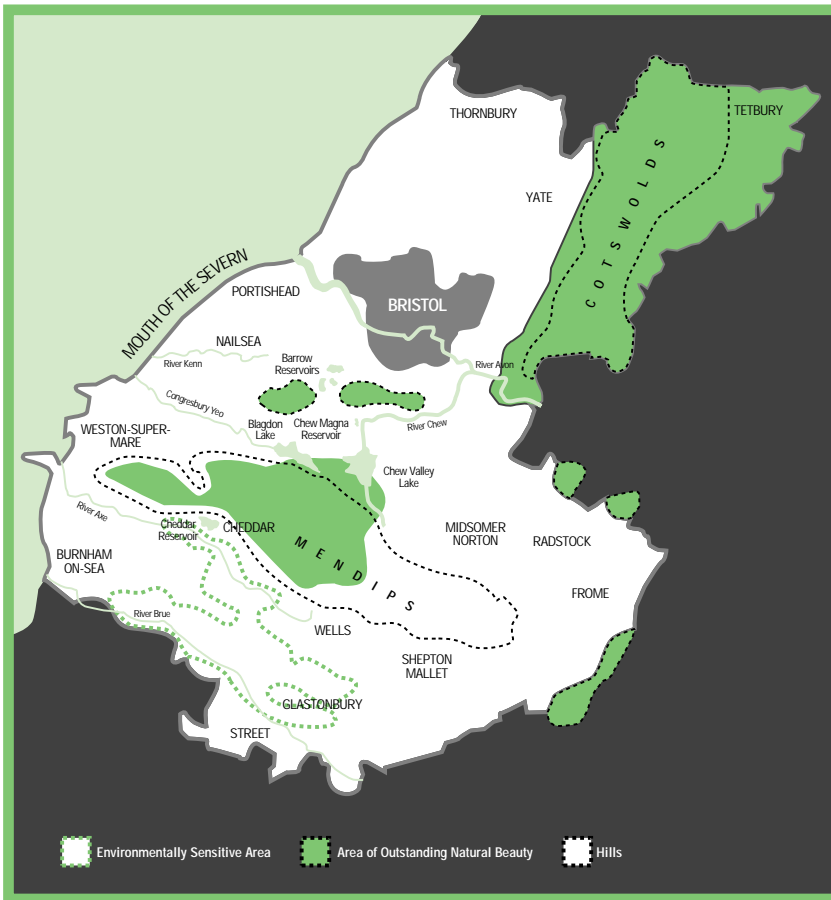 THORNBURY
TETBURY
YATE
COTSWOLDS
MOUTH OF THE SEVERN
PORTISHEAD
BRISTOL
NAILSEA
River Kenn
Barrow
Reservoirs
River Avon
Congresbury Yeo
Blagdon
Lake
Chew Magna
Reservoir
River Chew
WESTON-SUPER-
MARE
Chew Valley
Lake
River Axe
Cheddar
Reservoir
CHEDDAR
MENDIPS
MIDSOMER
NORTON
RADSTOCK
BURNHAM
ON-SEA
FROME
River Brue
WELLS
SHEPTON
MALLET
GLASTONBURY
STREET
Environmentally Sensitive Area
Area of Outstanding Natural Beauty
Hills